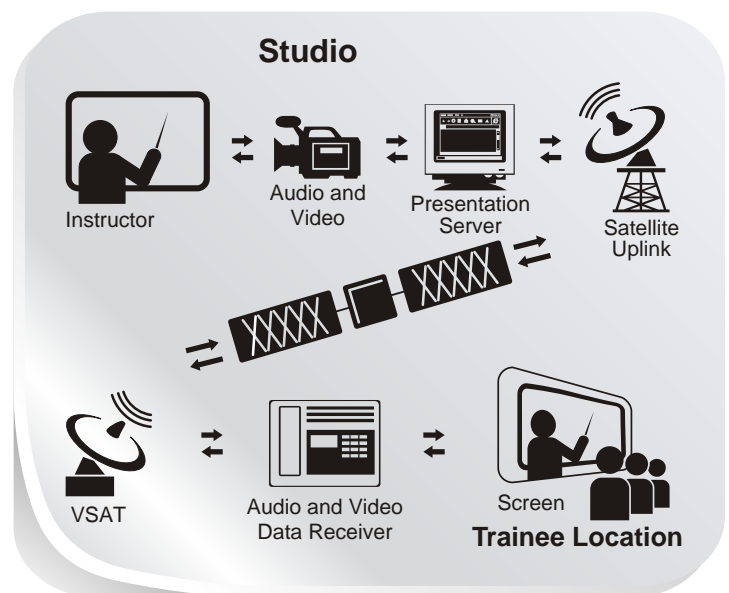 Studio
Instructor
Audio and
Video
Presentation
Server
Satellite
Uplink
VSAT
Audio and Video
Data Receiver
Screen
Trainee Location